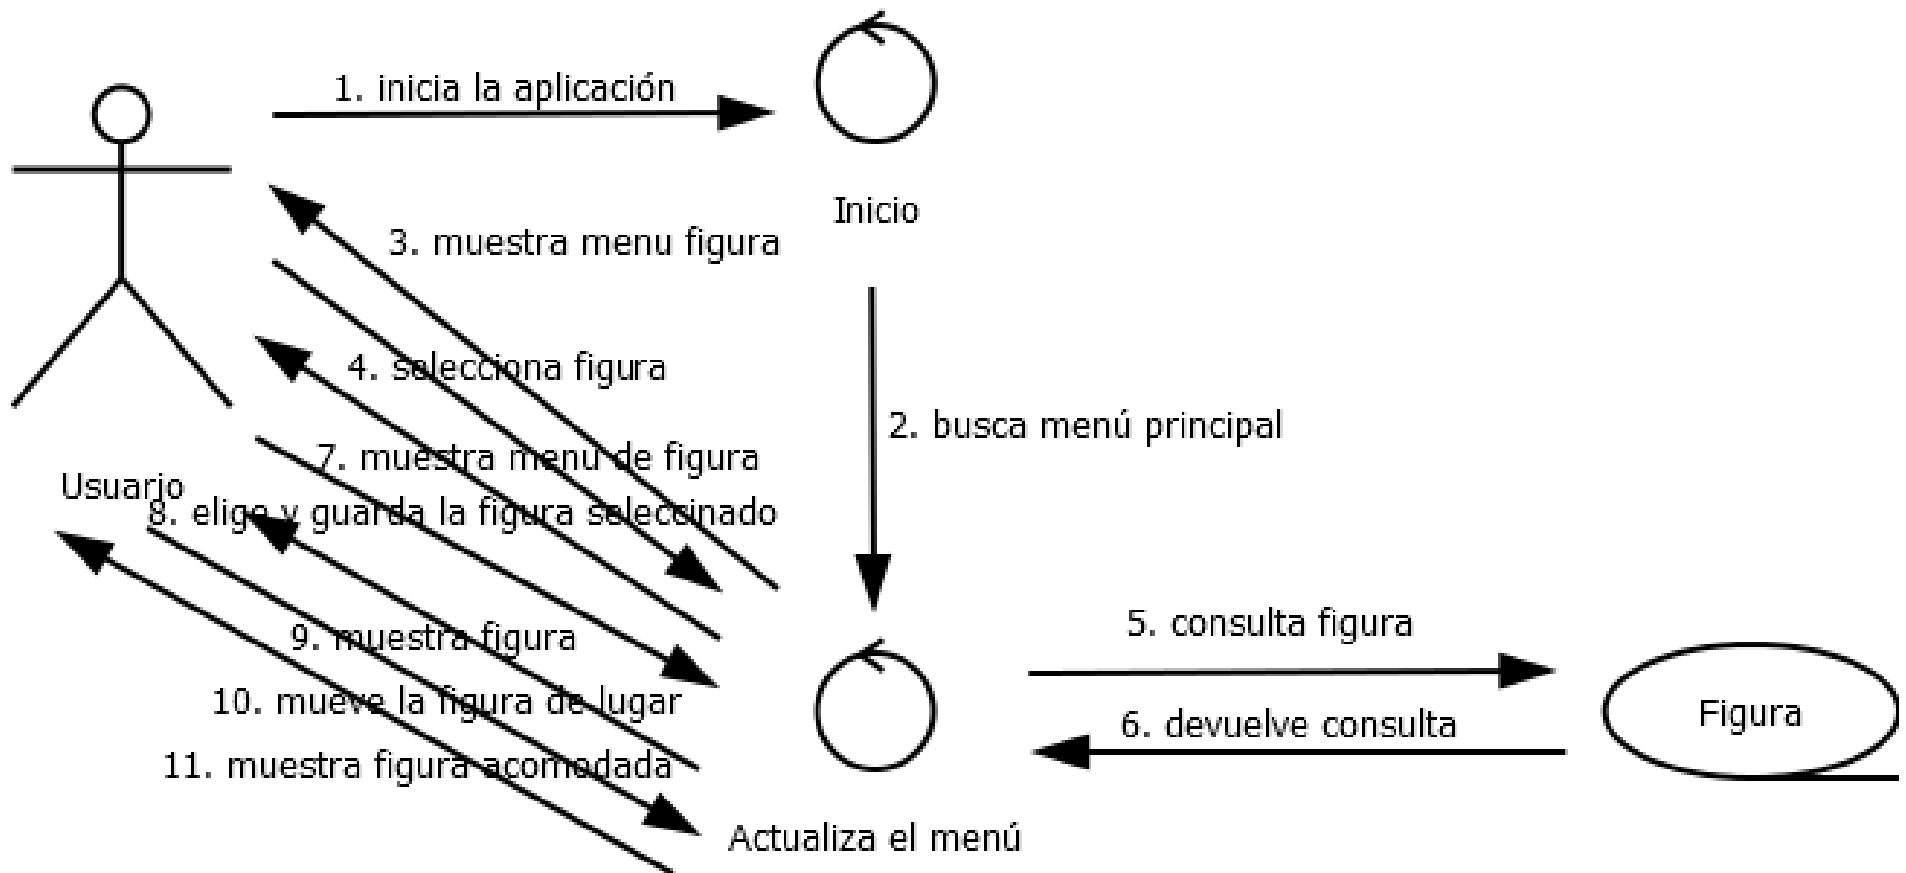 1. inicia la aplicación
Inicio
3. muestra menu figura
4. selecciona figura
2. busca menú principal
7. muestra menú de figura
Usuario
8. elige y guarda la figura seleccinado
5. consulta figura
9. muestra figura
10. mueve la figura de lugar
6. devuelve consulta
Figura
11. muestra figura acomodada
Actualiza el menú